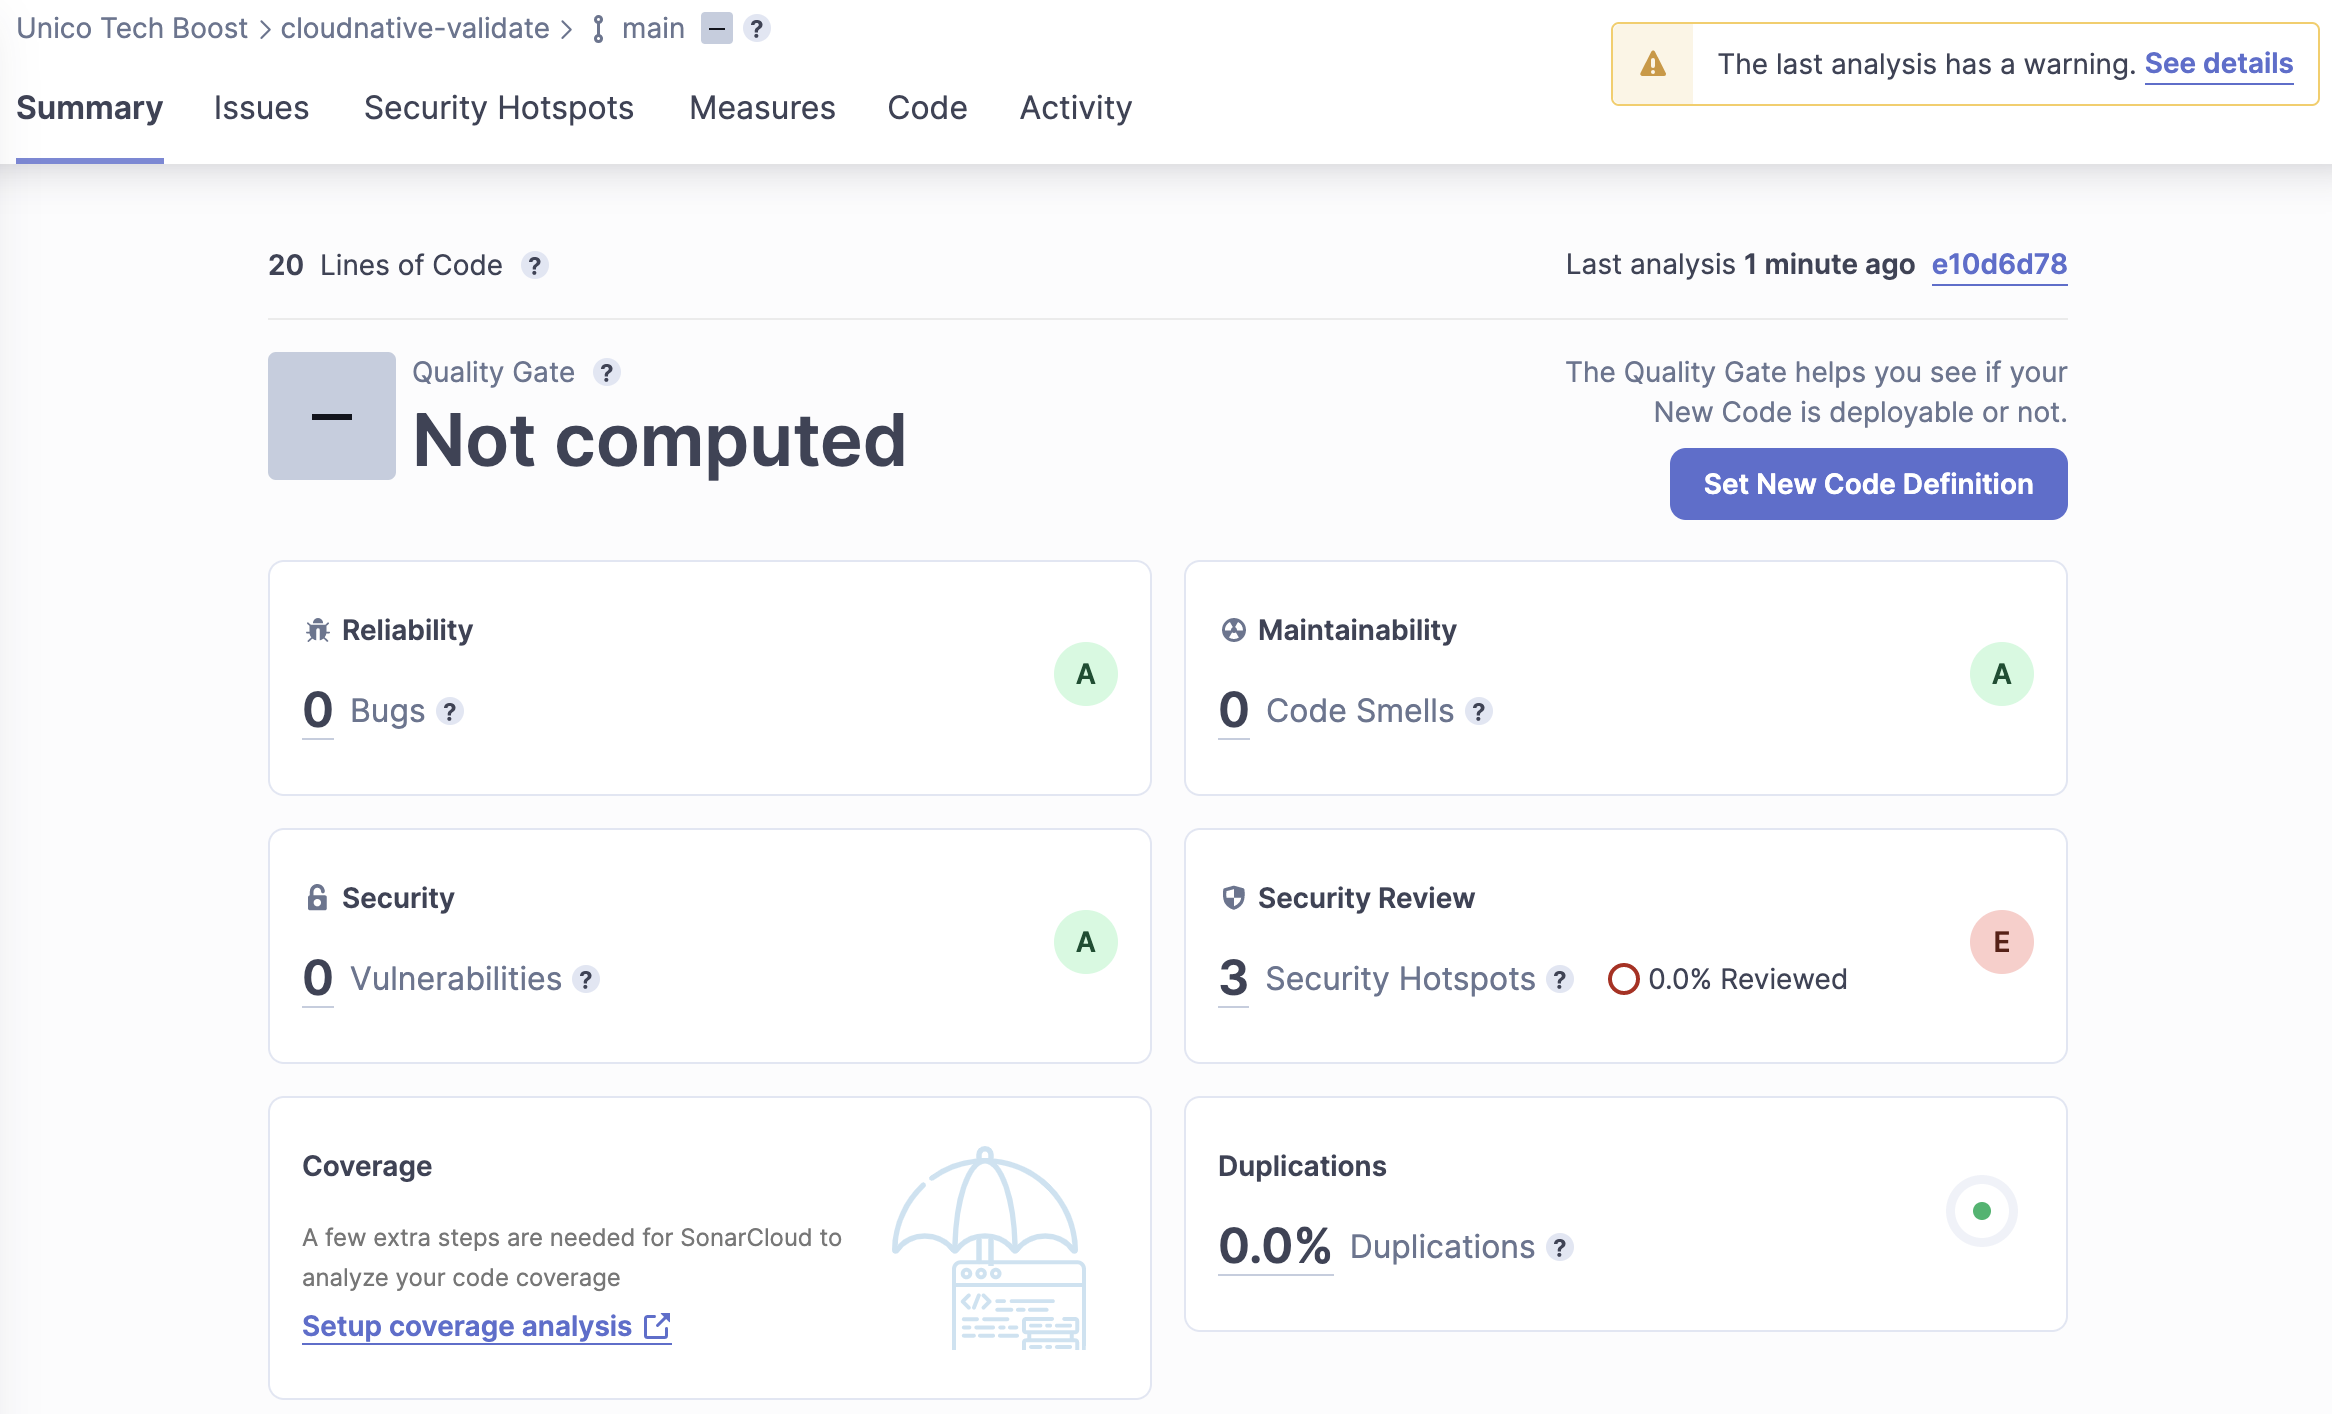 Unico Tech Boost > cloudnative-validate > main – ?
The last analysis has a warning. See details
Summary Issues Security Hotspots Measures Code Activity
20 Lines of Code ?
Last analysis 1 minute ago e10d6d78
Quality Gate ?
Not computed
The Quality Gate helps you see if your
New Code is deployable or not.
Set New Code Definition
Reliability
0 Bugs ?
A
Maintainability
0 Code Smells ?
A
Security
0 Vulnerabilities ?
A
Security Review
3 Security Hotspots ? 0.0% Reviewed
E
Coverage
A few extra steps are needed for SonarCloud to
analyze your code coverage
Setup coverage analysis
Duplications
0.0% Duplications ?